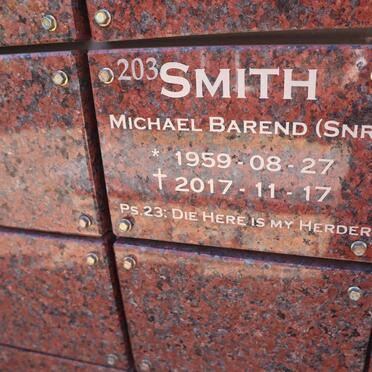 203 SMITH
MICHAEL BAREND (SNR
* 1959 - 08 - 27
† 2017 - 11 - 17
Ps.23: DIE HERE IS MY HERDER